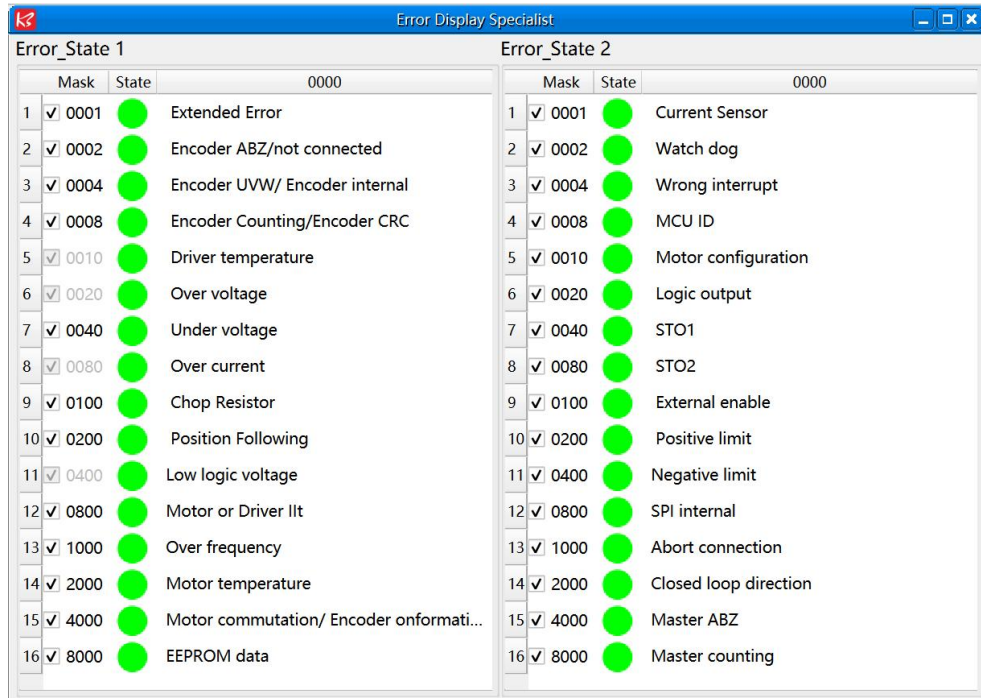 Error Display Specialist
Error_State 1
Mask State 0000
1 0001 Extended Error
2 0002 Encoder ABZ/not connected
3 0004 Encoder UVW/ Encoder internal
4 0008 Encoder Counting/Encoder CRC
5 0010 Driver temperature
6 0020 Over voltage
7 0040 Under voltage
8 0080 Over current
9 0100 Chop Resistor
10 0200 Position Following
11 0400 Low logic voltage
12 0800 Motor or Driver IIt
13 1000 Over frequency
14 2000 Motor temperature
15 4000 Motor commutation/ Encoder onformati...
16 8000 EEPROM data
Error_State 2
Mask State 0000
1 0001 Current Sensor
2 0002 Watch dog
3 0004 Wrong interrupt
4 0008 MCU ID
5 0010 Motor configuration
6 0020 Logic output
7 0040 STO1
8 0080 STO2
9 0100 External enable
10 0200 Positive limit
11 0400 Negative limit
12 0800 SPI internal
13 1000 Abort connection
14 2000 Closed loop direction
15 4000 Master ABZ
16 8000 Master counting